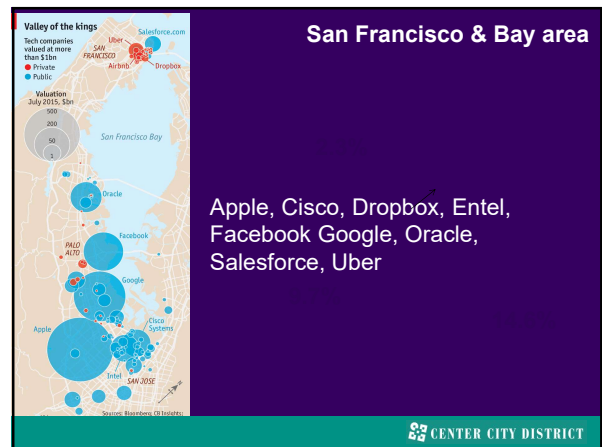 Valley of the kings
Tech companies
valued at more
than $1bn
Private
Public
Valuation
July 2015, $bn
500
200
50
1
Salesforce.com
Uber
SAN
FRANCISCO
Airbnb
Dropbox
San Francisco Bay
Oracle
Facebook
PALO
ALTO
Google
Apple
Cisco
Systems
Intel
SAN JOSE
Sources: Bloomberg, CB Insights;
San Francisco & Bay area
Apple, Cisco, Dropbox, Entel,
Facebook Google, Oracle,
Salesforce, Uber
CENTER CITY DISTRICT